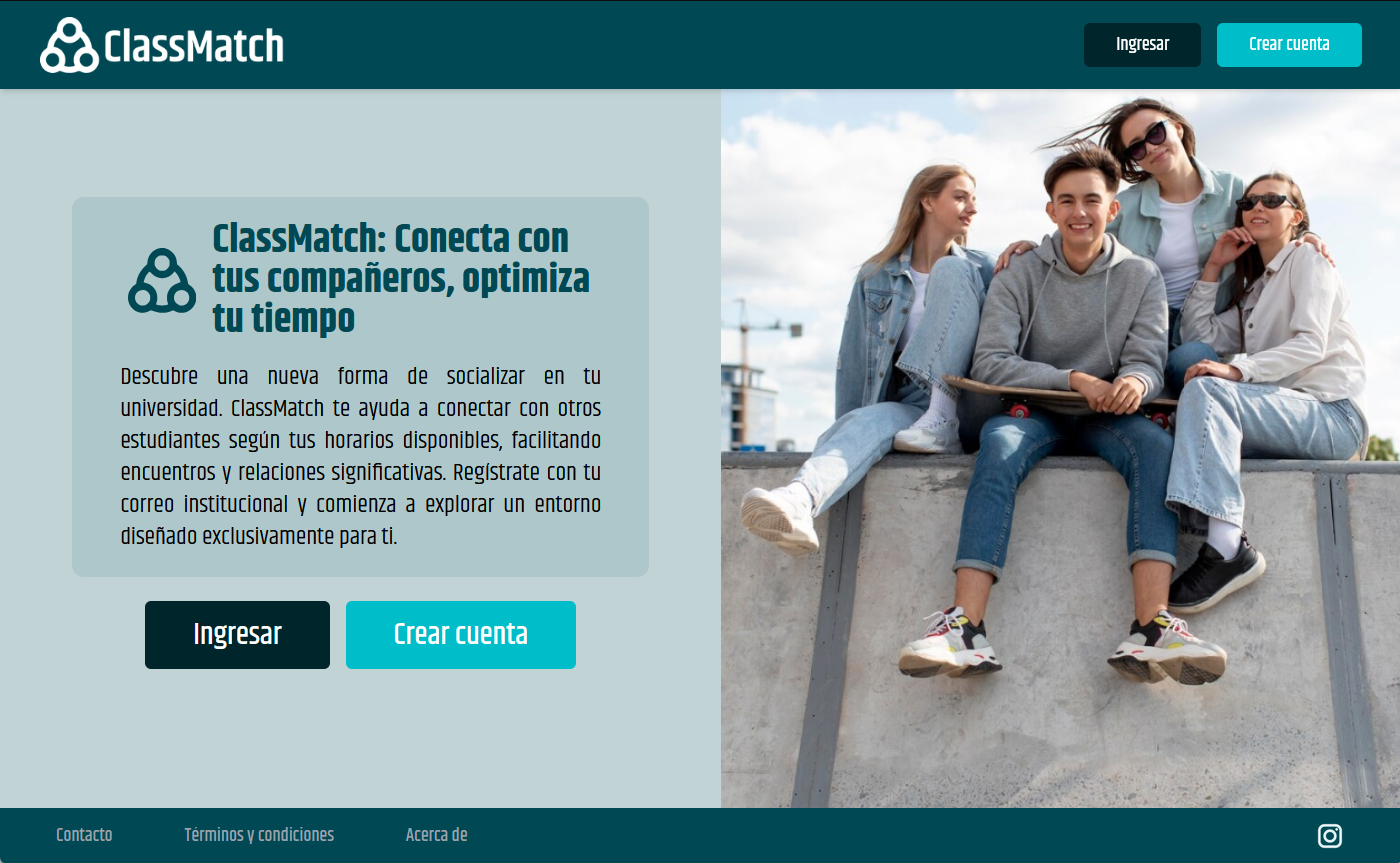 ClassMatch
Ingresar
Crear cuenta
ClassMatch: Conecta con
tus compañeros, optimiza
tu tiempo
Descubre una nueva forma de socializar en tu
universidad. ClassMatch te ayuda a conectar con otros
estudiantes según tus horarios disponibles, facilitando
encuentros y relaciones significativas. Regístrate con tu
correo institucional y comienza a explorar un entorno
diseñado exclusivamente para ti.
Ingresar
Crear cuenta
Contacto
Términos y condiciones
Acerca de